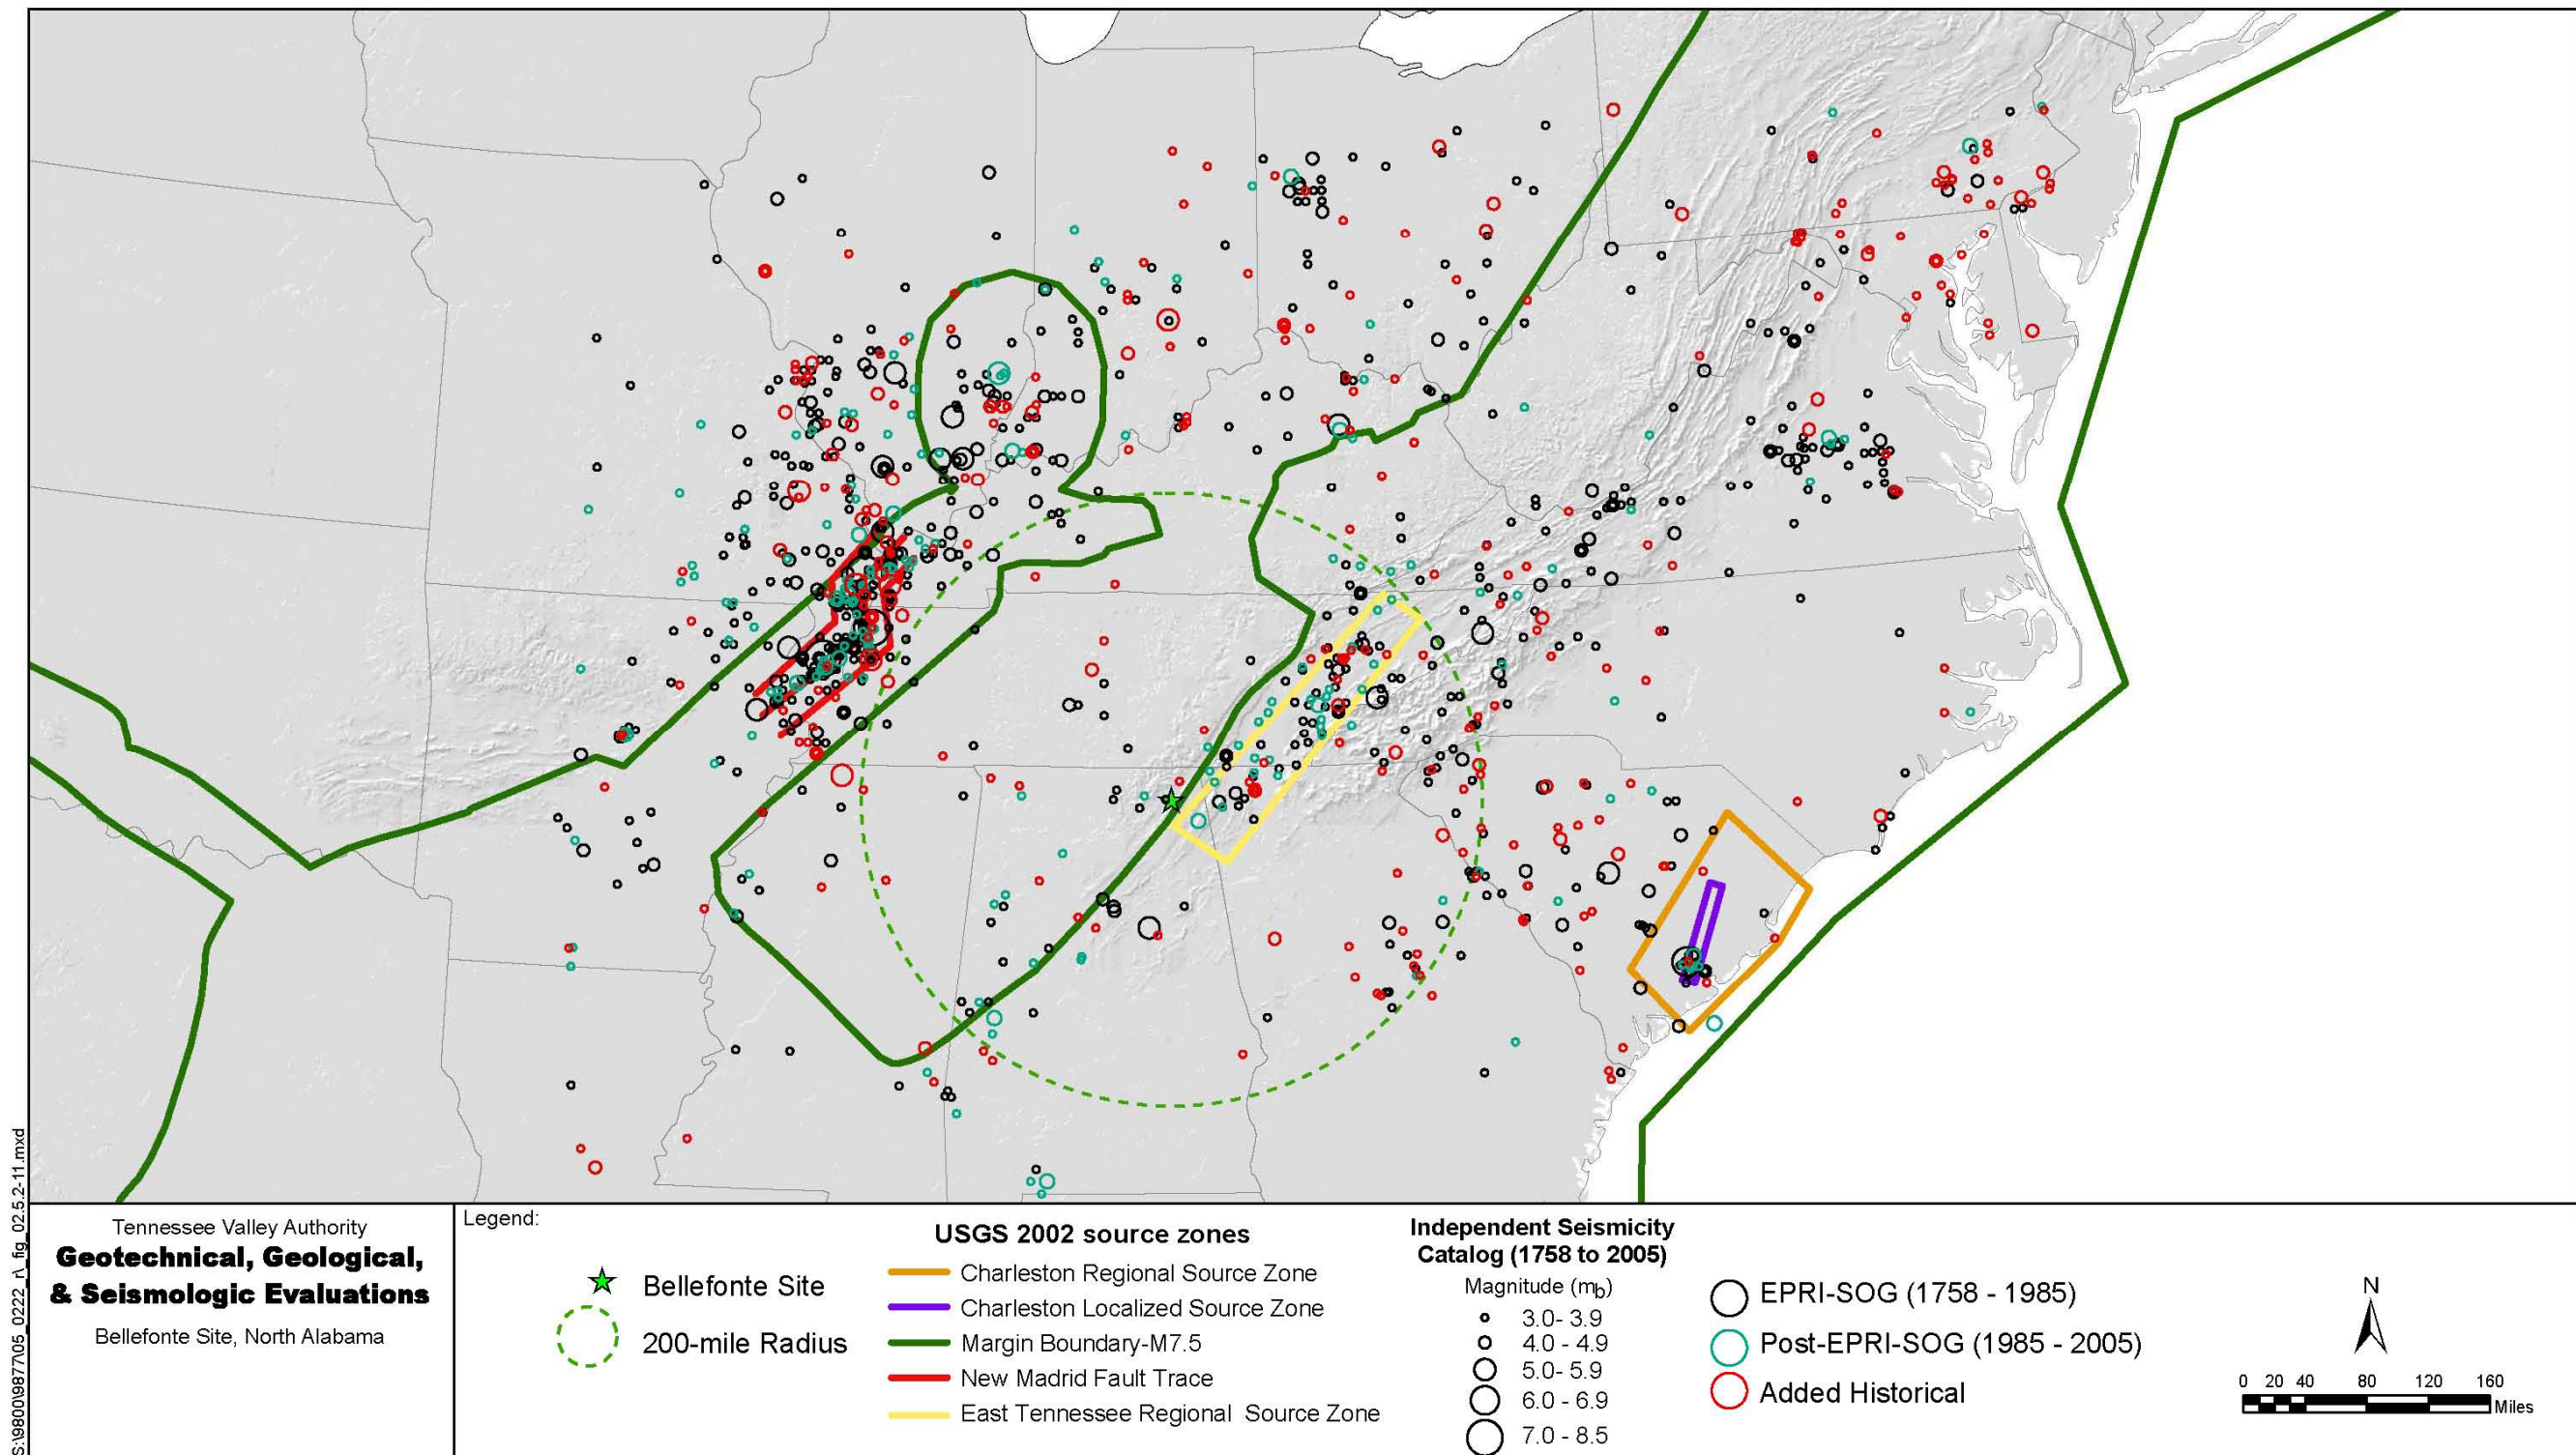 S:\9800\9877\05_0222_r\_fig_02.5.2-11.mxd
Tennessee Valley Authority
Geotechnical, Geological,
& Seismologic Evaluations
Bellefonte Site, North Alabama
Legend:
Bellefonte Site
200-mile Radius
USGS 2002 source zones
Charleston Regional Source Zone
Charleston Localized Source Zone
Margin Boundary-M7.5
New Madrid Fault Trace
East Tennessee Regional Source Zone
Independent Seismicity
Catalog (1758 to 2005)
Magnitude (mb)
3.0- 3.9
4.0 - 4.9
5.0- 5.9
6.0 - 6.9
7.0 - 8.5
EPRI-SOG (1758 - 1985)
Post-EPRI-SOG (1985 - 2005)
Added Historical
N
0 20 40 80 120 160
Miles